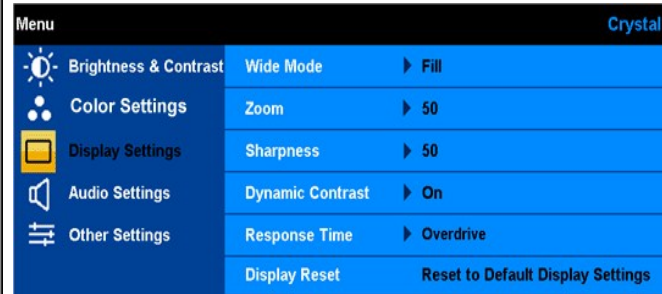 Menu Crystal
Brightness & Contrast Wide Mode Fill
Color Settings Zoom 50
Display Settings Sharpness 50
Audio Settings Dynamic Contrast On
Other Settings Response Time Overdrive
Display Reset Reset to Default Display Settings